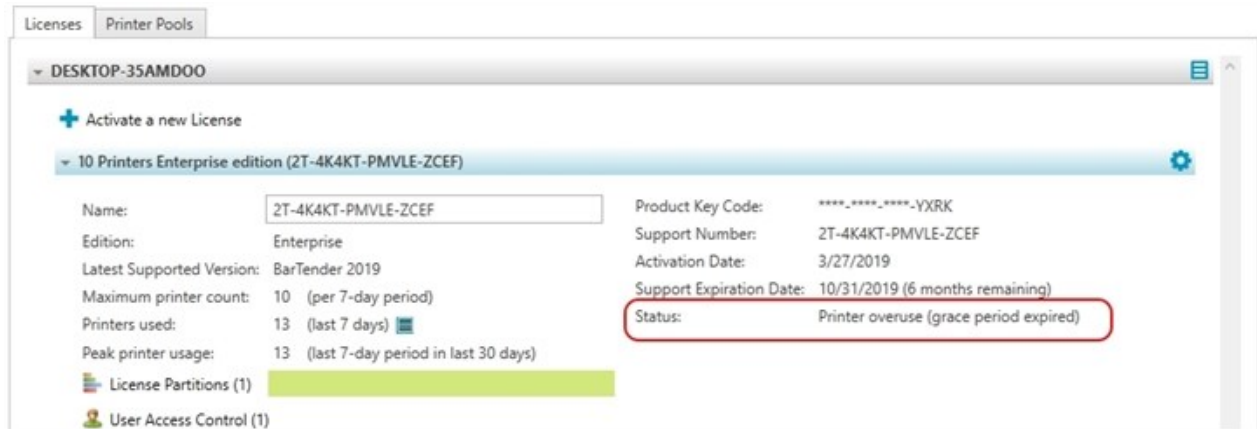 Licenses Printer Pools
DESKTOP-35AMDOO
Activate a new License
10 Printers Enterprise edition (2T-4K4KT-PMVLE-ZCEF)
Name: 2T-4K4KT-PMVLE-ZCEF
Edition: Enterprise
Latest Supported Version: BarTender 2019
Maximum printer count: 10 (per 7-day period)
Printers used: 13 (last 7 days)
Peak printer usage: 13 (last 7-day period in last 30 days)
License Partitions (1)
User Access Control (1)
Product Key Code: ****-****-****-YXRK
Support Number: 2T-4K4KT-PMVLE-ZCEF
Activation Date: 3/27/2019
Support Expiration Date: 10/31/2019 (6 months remaining)
Status: Printer overuse (grace period expired)